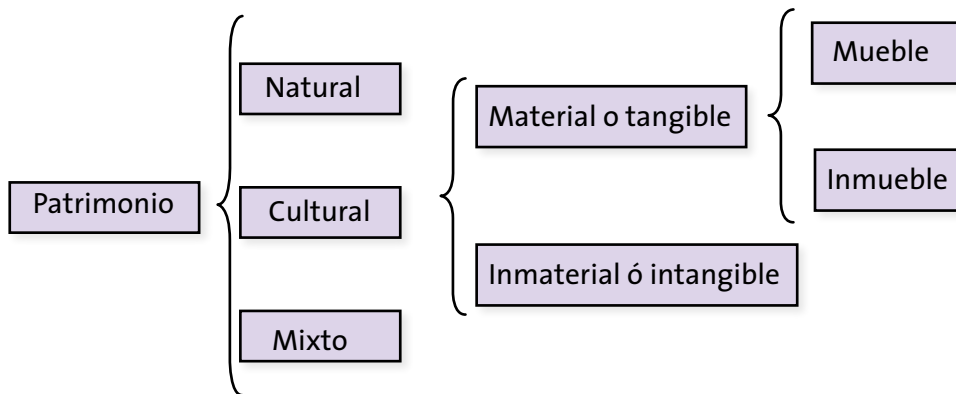 Patrimonio
Natural
Cultural
Mixto
Material o tangible
Inmaterial ó intangible
Mueble
Inmueble